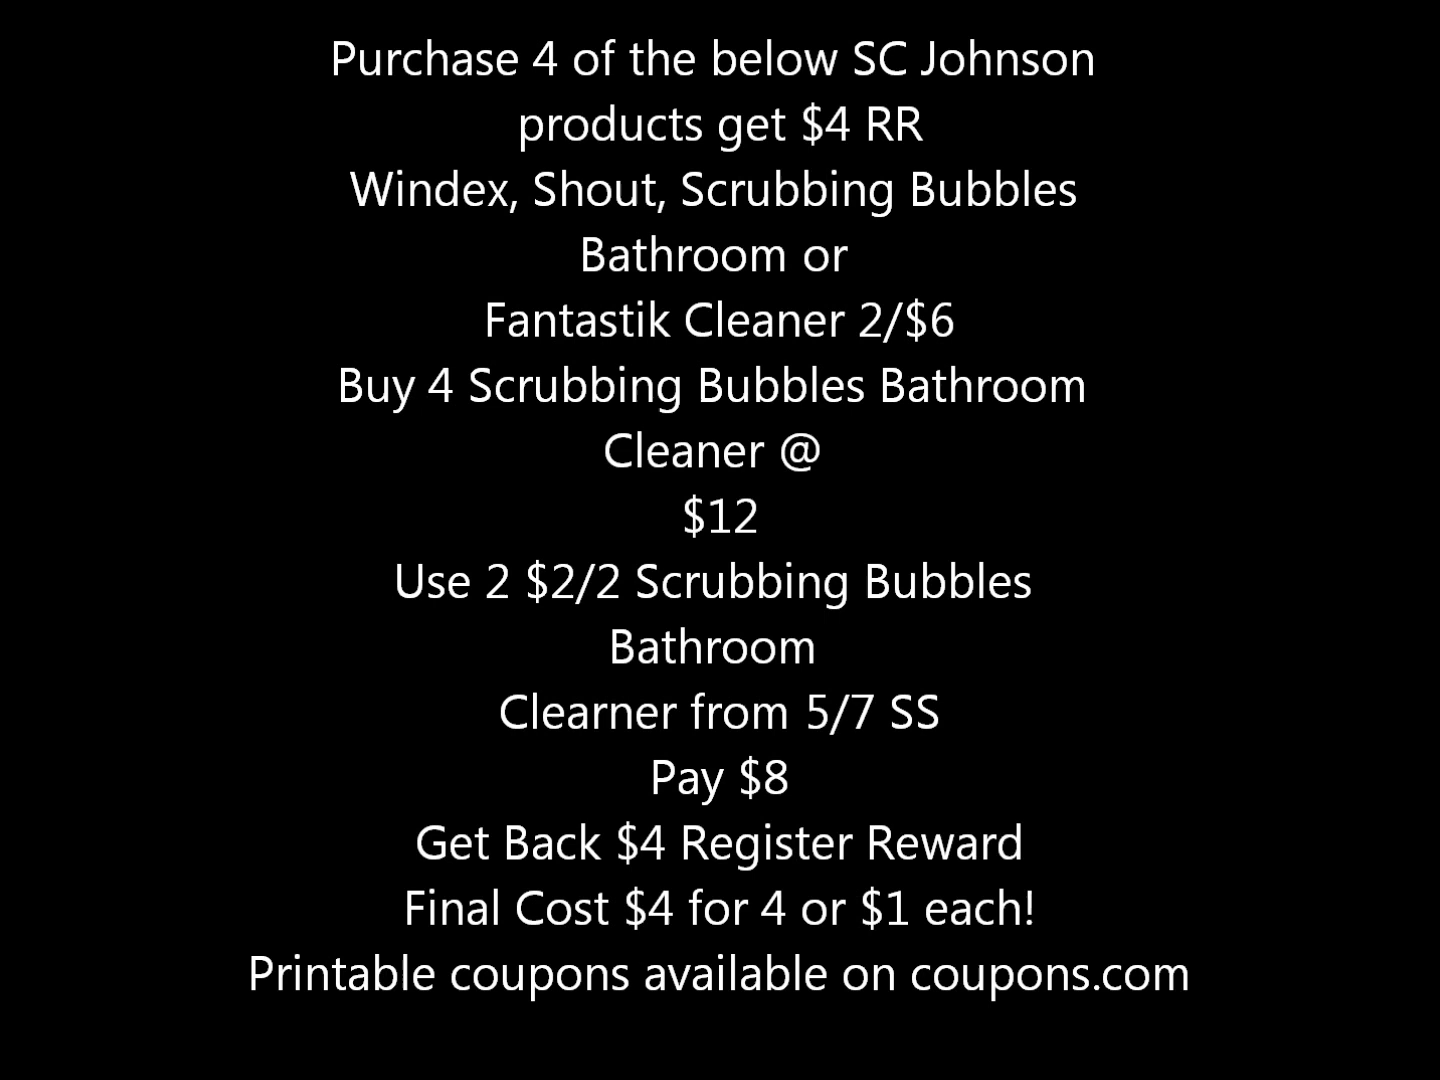 Purchase 4 of the below SC Johnson
products get $4 RR
Windex, Shout, Scrubbing Bubbles
Bathroom or
Fantastik Cleaner 2/$6
Buy 4 Scrubbing Bubbles Bathroom
Cleaner @
$12
Use 2 $2/2 Scrubbing Bubbles
Bathroom
Clearner from 5/7 SS
Pay $8
Get Back $4 Register Reward
Final Cost $4 for 4 or $1 each!
Printable coupons available on coupons.com